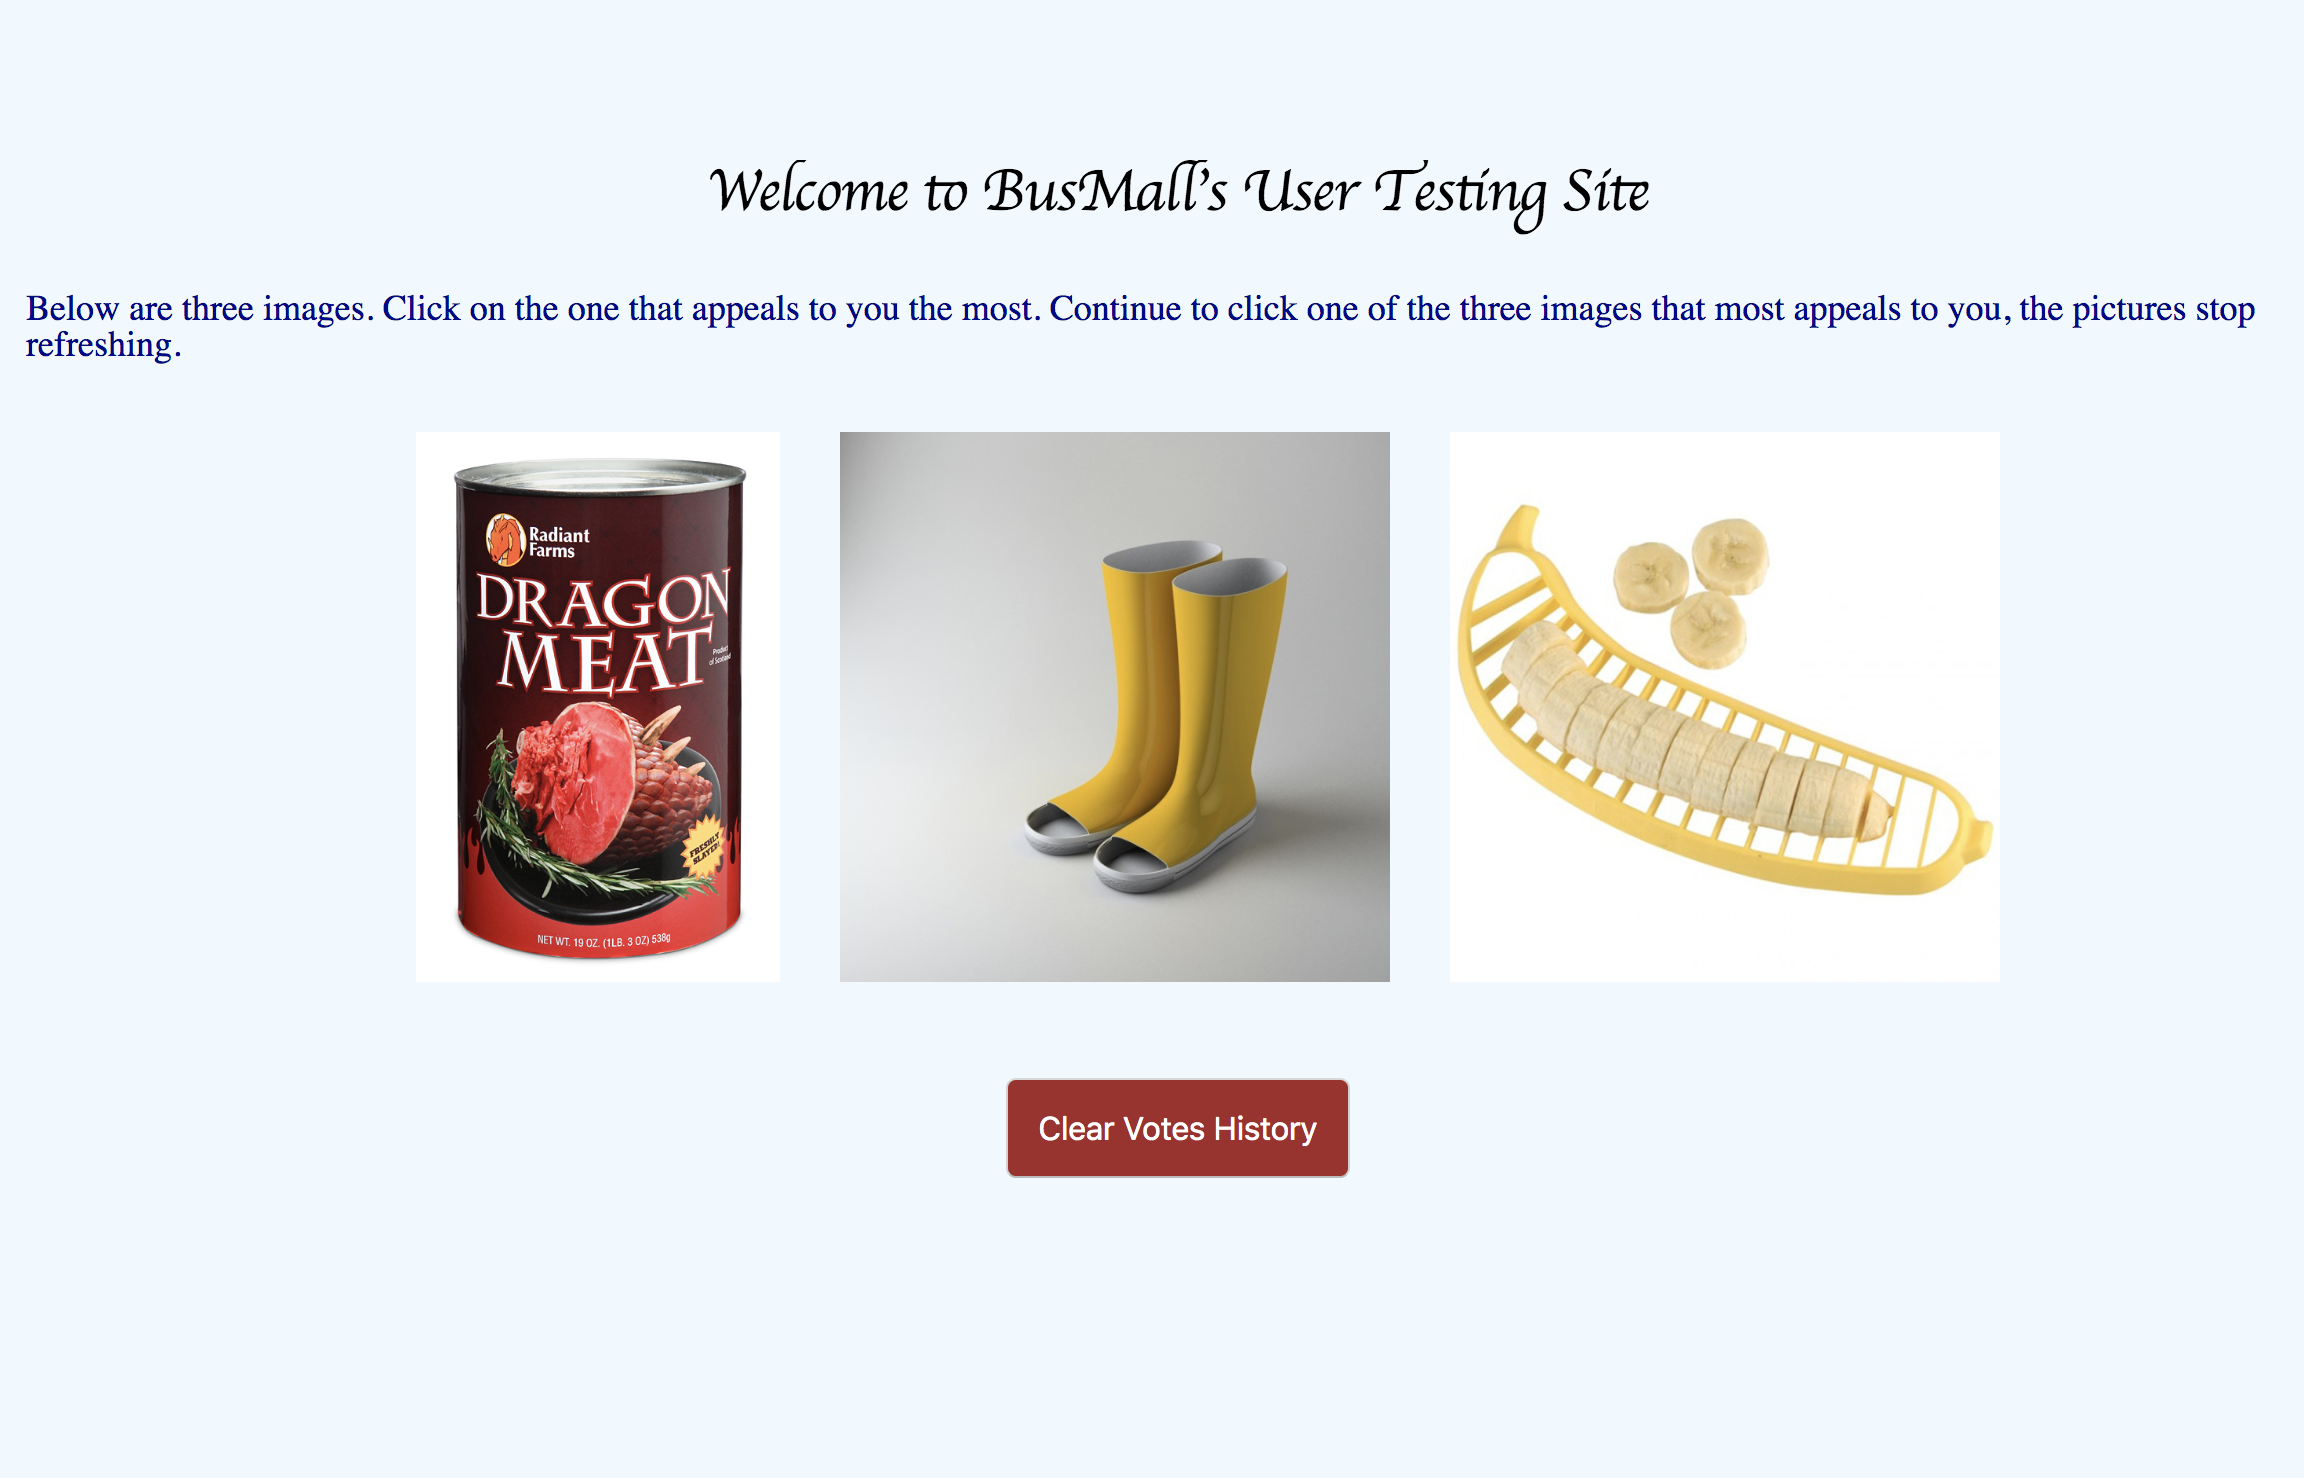 Welcome to BusMall's User Testing Site
Below are three images. Click on the one that appeals to you the most. Continue to click one of the three images that most appeals to you, the pictures stop
refreshing.
Radiant
Farms
DRAGON
MEAT
Product
of Scotland
FRESHLY
SLAYED!
NET WT. 19 OZ. (1LB. 3 OZ) 538g
Clear Votes History